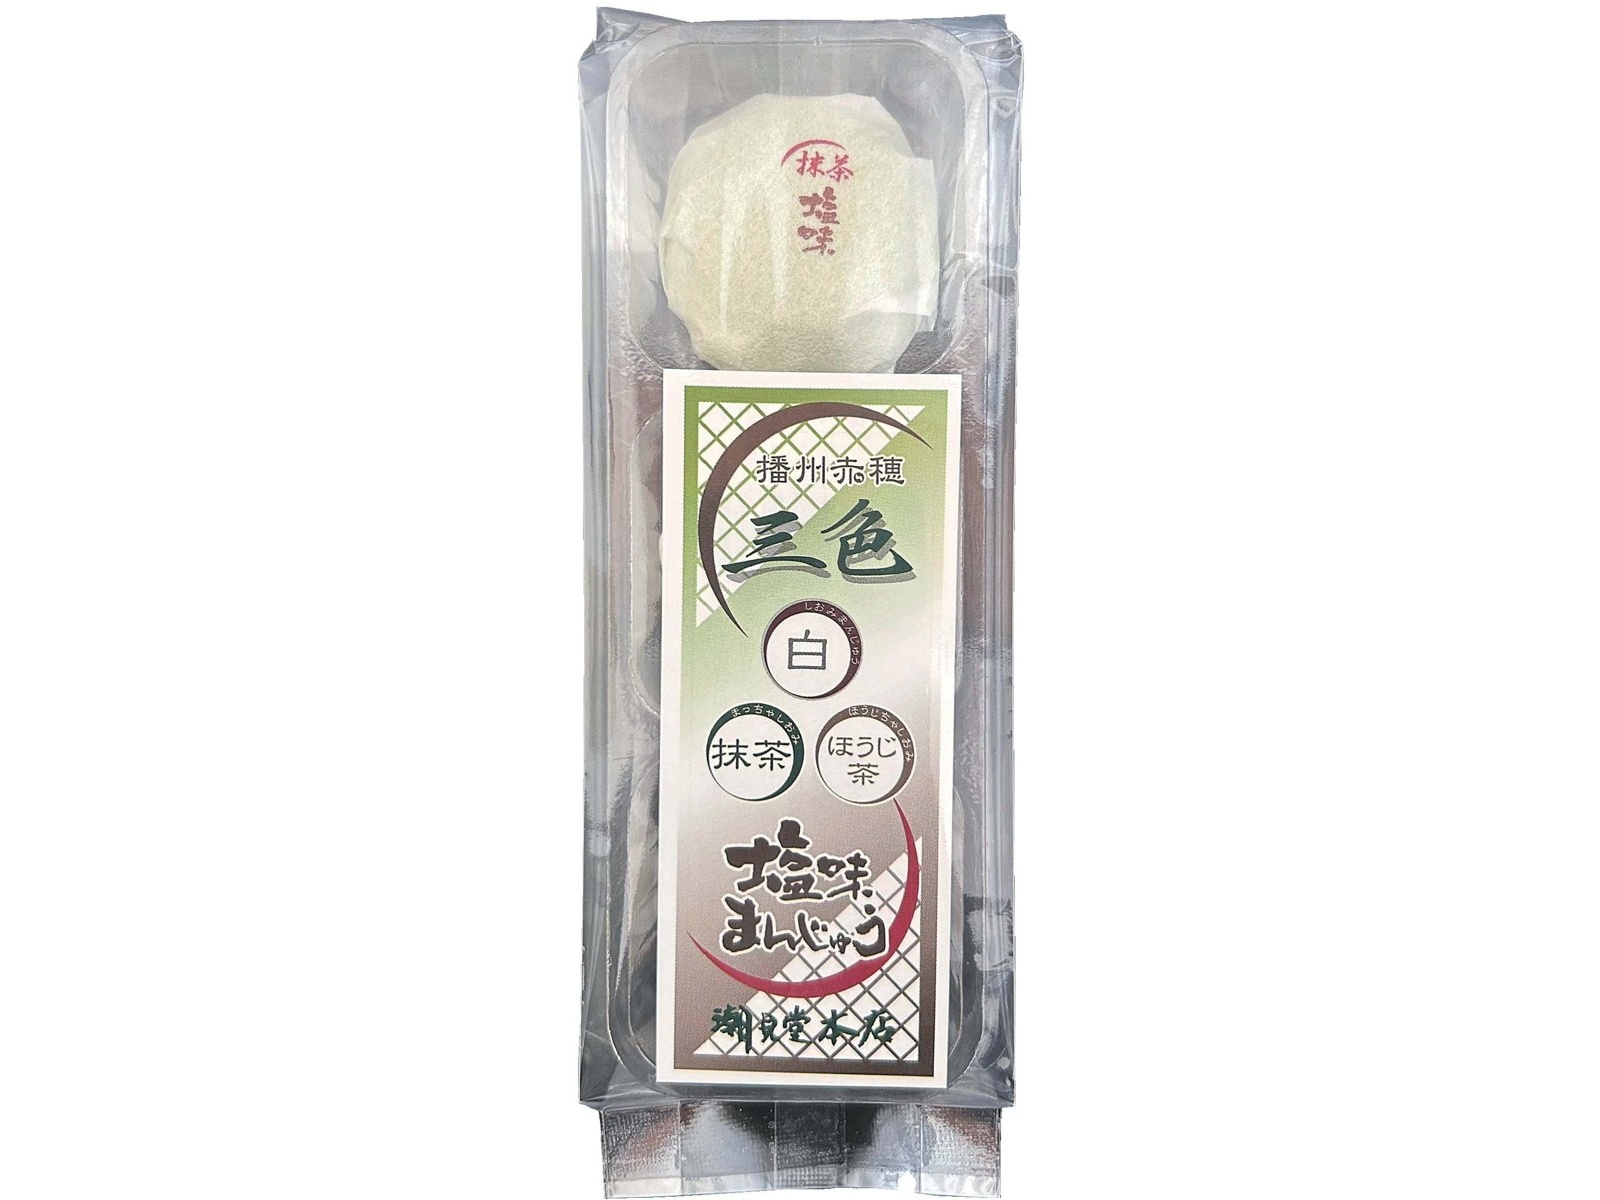 抹茶
塩
味
播州赤穂
三色
しおみまんじゅう
白
まっちゃしおみ
抹茶
ほうじちゃしおみ
ほうじ
茶
塩味
まんじゅう
潮見堂本店